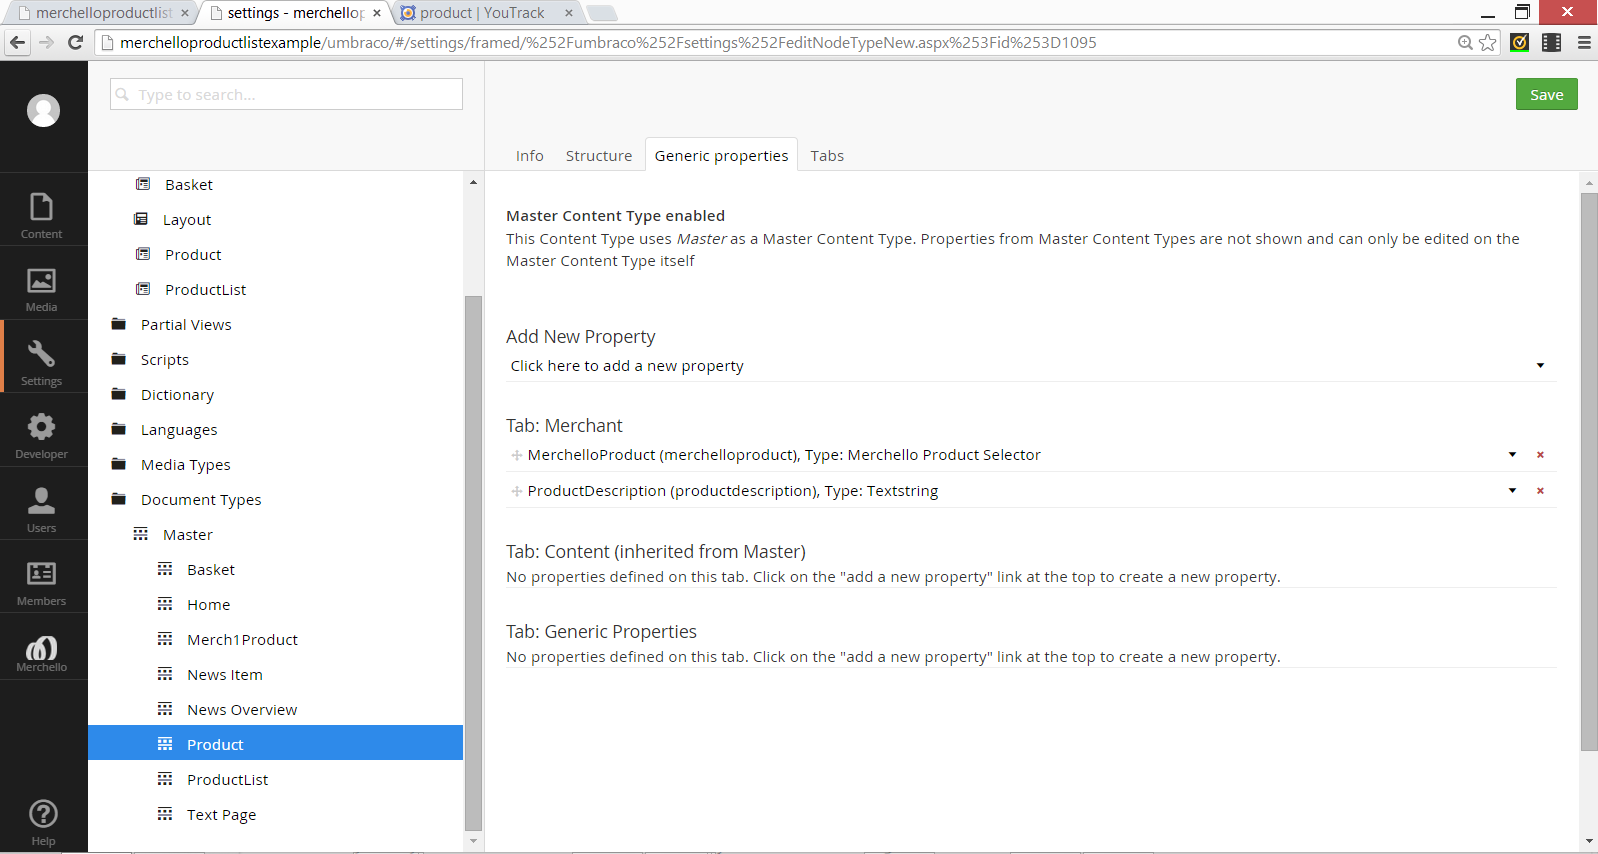 merchelloproductlist
settings - merchellop
product | YouTrack
merchelloproductlistexample/umbraco/#/settings/framed/%252Fumbraco%252Fsettings%252FeditNodeTypeNew.aspx%253Fid%253D1095
Type to search...
Save
Info
Structure
Generic properties
Tabs
Content
Media
Settings
Developer
Users
Members
Merchello
Help
Basket
Layout
Product
ProductList
Partial Views
Scripts
Dictionary
Languages
Media Types
Document Types
Master
Basket
Home
Merch1Product
News Item
News Overview
Product
ProductList
Text Page
Master Content Type enabled
This Content Type uses Master as a Master Content Type. Properties from Master Content Types are not shown and can only be edited on the
Master Content Type itself
Add New Property
Click here to add a new property
Tab: Merchant
MerchelloProduct (merchelloproduct), Type: Merchello Product Selector
ProductDescription (productdescription), Type: Textstring
Tab: Content (inherited from Master)
No properties defined on this tab. Click on the "add a new property" link at the top to create a new property.
Tab: Generic Properties
No properties defined on this tab. Click on the "add a new property" link at the top to create a new property.